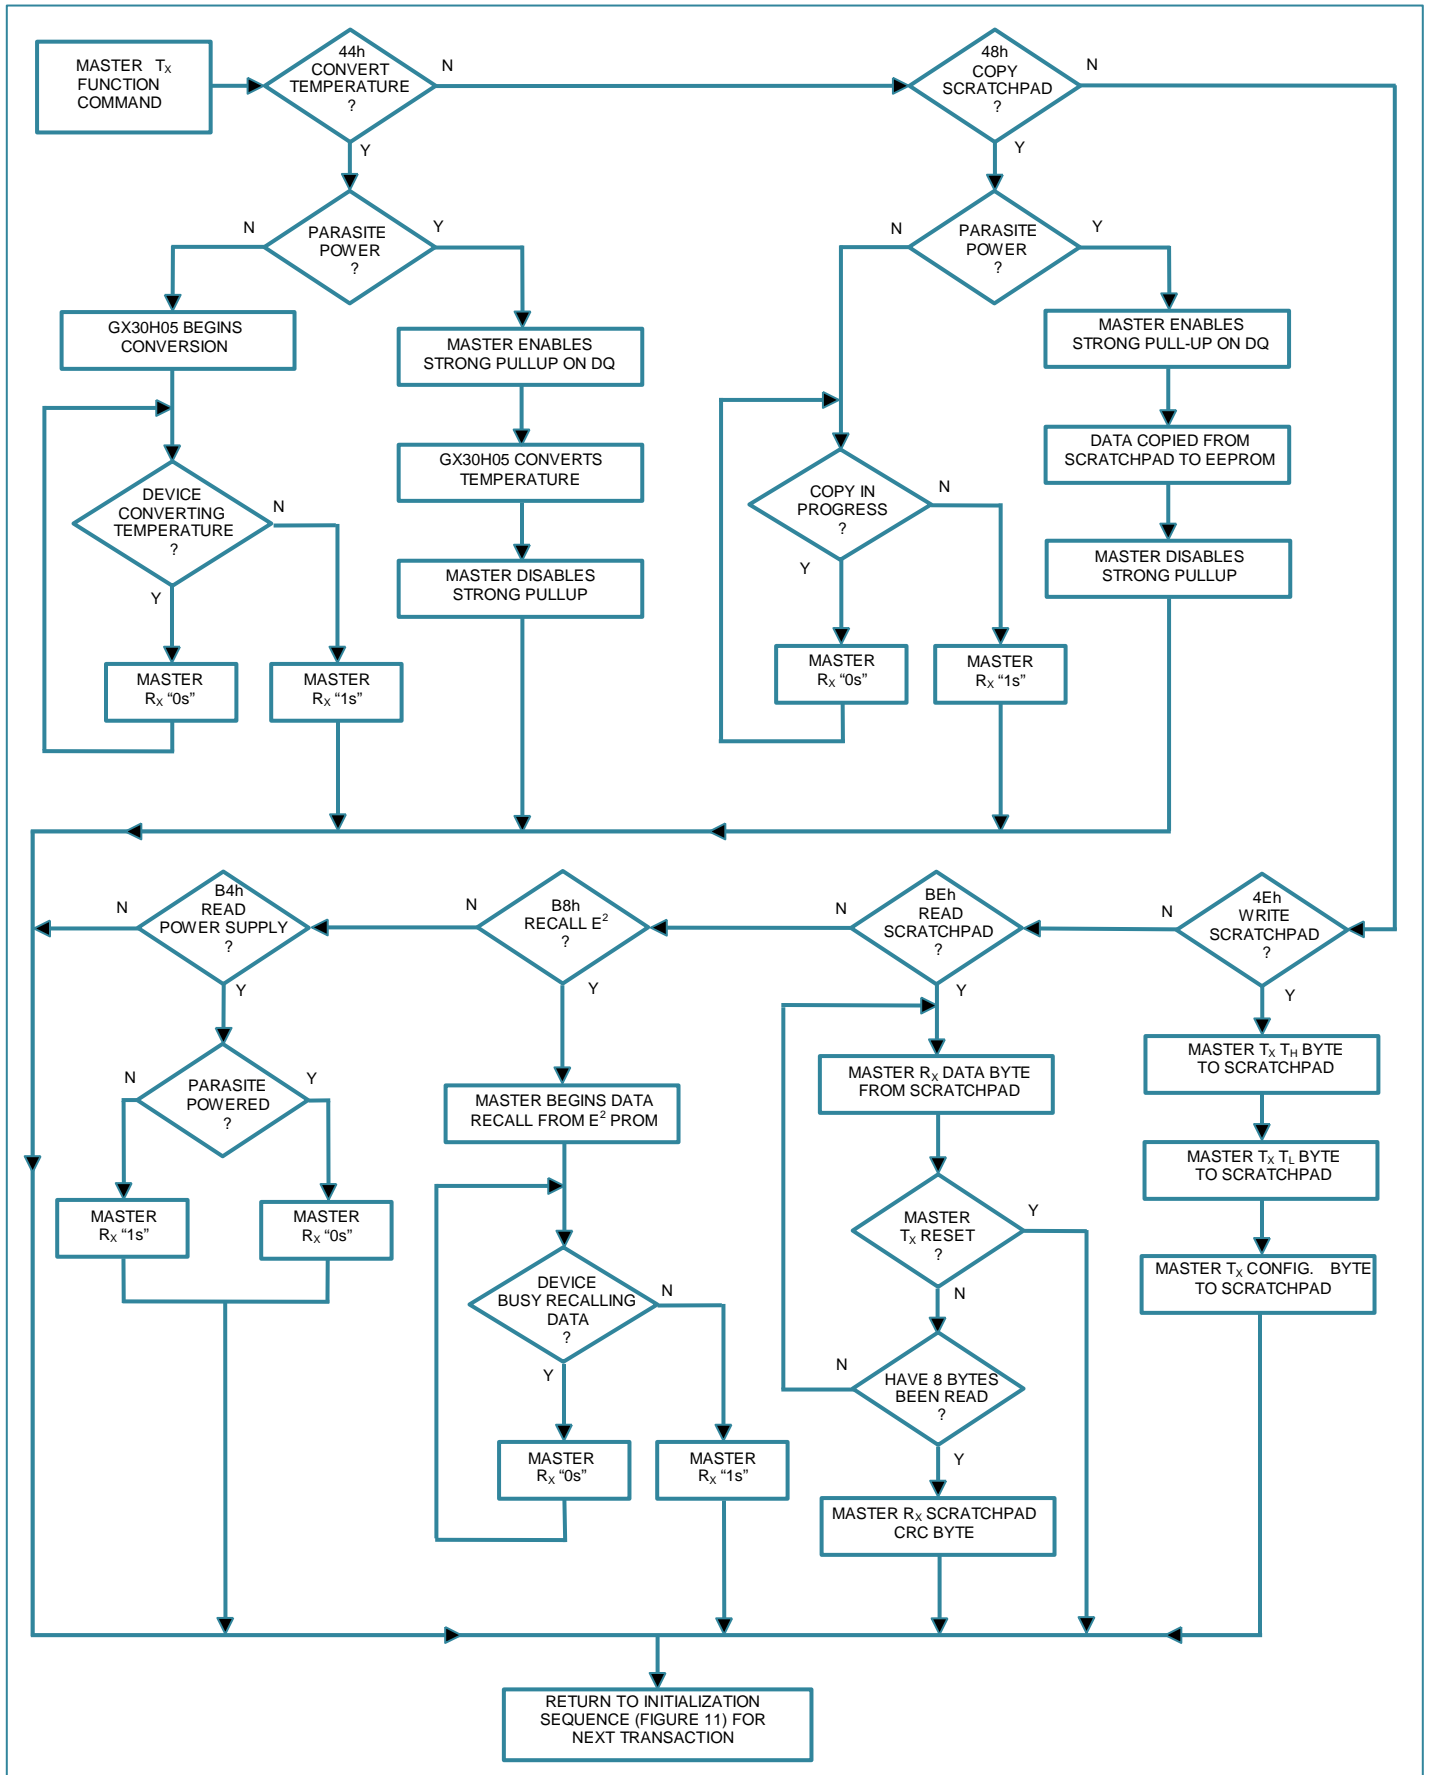 MASTER TX
FUNCTION
COMMAND
44h
CONVERT
TEMPERATURE
?
N
Y
48h
COPY
SCRATCHPAD
?
N
Y
N
PARASITE
POWER
?
Y
N
PARASITE
POWER
?
Y
GX30H05 BEGINS
CONVERSION
MASTER ENABLES
STRONG PULLUP ON DQ
MASTER ENABLES
STRONG PULL-UP ON DQ
GX30H05 CONVERTS
TEMPERATURE
DATA COPIED FROM
SCRATCHPAD TO EEPROM
DEVICE
CONVERTING
TEMPERATURE
?
N
Y
COPY IN
PROGRESS
?
N
Y
MASTER DISABLES
STRONG PULLUP
MASTER DISABLES
STRONG PULLUP
MASTER
RX “0s”
MASTER
RX “1s”
MASTER
RX “0s”
MASTER
RX “1s”
N
B4h
READ
POWER SUPPLY
?
Y
N
B8h
RECALL E²
?
Y
N
BEh
READ
SCRATCHPAD
?
Y
N
4Eh
WRITE
SCRATCHPAD
?
Y
N
PARASITE
POWERED
?
Y
MASTER BEGINS DATA
RECALL FROM E² PROM
MASTER RX DATA BYTE
FROM SCRATCHPAD
MASTER TX TH BYTE
TO SCRATCHPAD
MASTER TX TL BYTE
TO SCRATCHPAD
MASTER
RX “1s”
MASTER
RX “0s”
MASTER
TX RESET
?
Y
N
MASTER TX CONFIG. BYTE
TO SCRATCHPAD
DEVICE
BUSY RECALLING
DATA
?
N
Y
N
HAVE 8 BYTES
BEEN READ
?
Y
MASTER
RX “0s”
MASTER
RX “1s”
MASTER RX SCRATCHPAD
CRC BYTE
RETURN TO INITIALIZATION
SEQUENCE (FIGURE 11) FOR
NEXT TRANSACTION